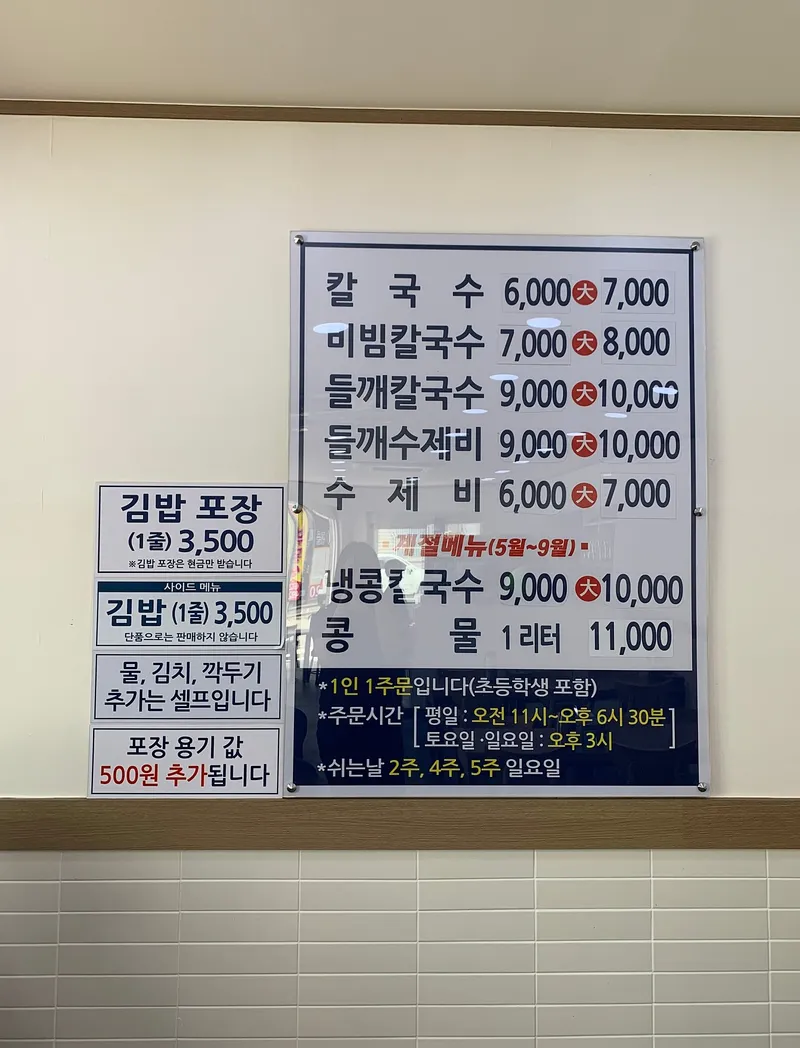 칼국수 6,000 大 7,000
비빔칼국수 7,000 大 8,000
들깨칼국수 9,000 大 10,000
들깨수제비 9,000 大 10,000
수제비 6,000 大 7,000
계절메뉴(5월~9월)
냉콩칼국수 9,000 大 10,000
콩물 1리터 11,000
*1인 1주문입니다(초등학생 포함)
*주문시간 [평일 : 오전 11시~오후 6시 30분]
[토요일·일요일 : 오후 3시]
*쉬는날 2주, 4주, 5주 일요일
김밥 포장
(1줄) 3,500
※김밥 포장은 현금만 받습니다
사이드 메뉴
김밥 (1줄) 3,500
단품으로는 판매하지 않습니다
물, 김치, 깍두기
추가는 셀프입니다
포장 용기 값
500원 추가됩니다